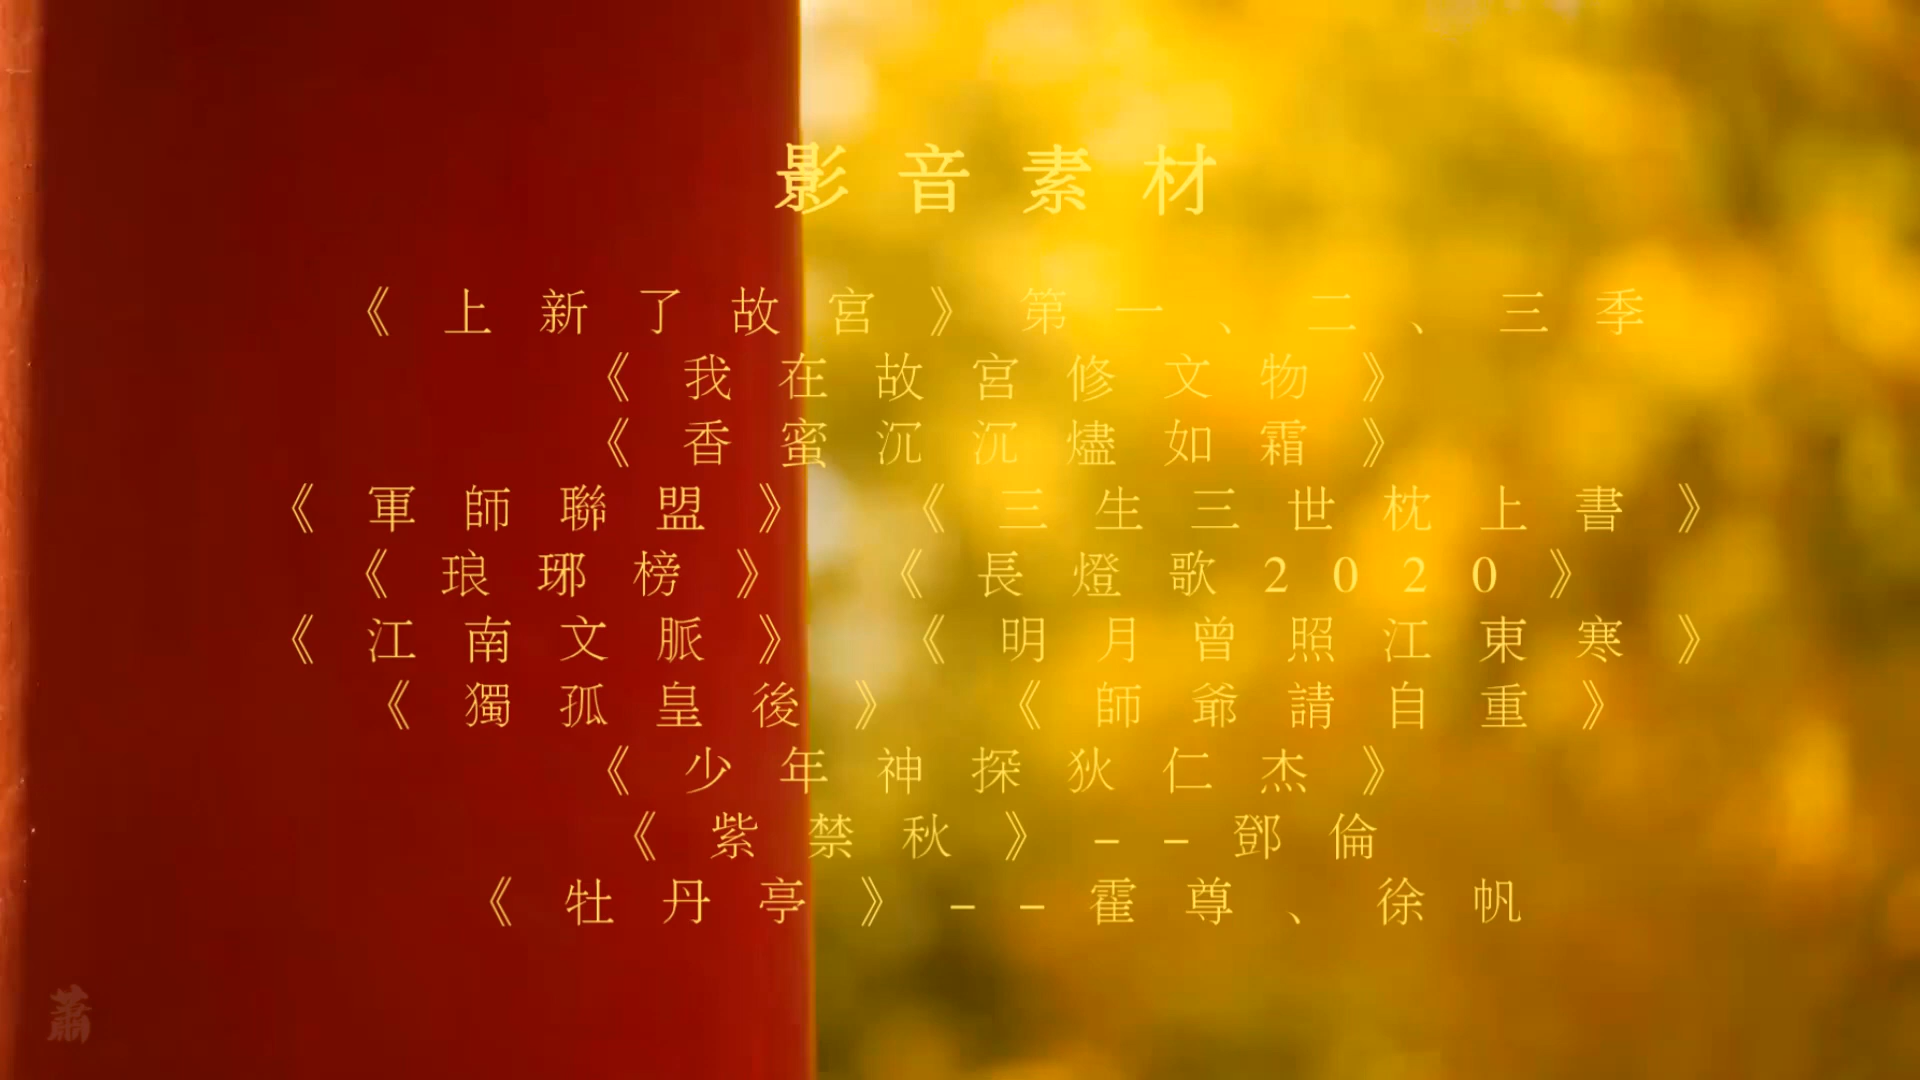 影音素材
《上新了故宮》第一、二、三季
《我在故宮修文物》
《香蜜沉沉燼如霜》
《軍師聯盟》 《三生三世枕上書》
《琅琊榜》 《長燈歌2020》
《江南文脈》 《明月曾照江東寒》
《獨孤皇後》 《師爺請自重》
《少年神探狄仁杰》
《紫禁秋》--鄧倫
《牡丹亭》--霍尊、徐帆
蕭